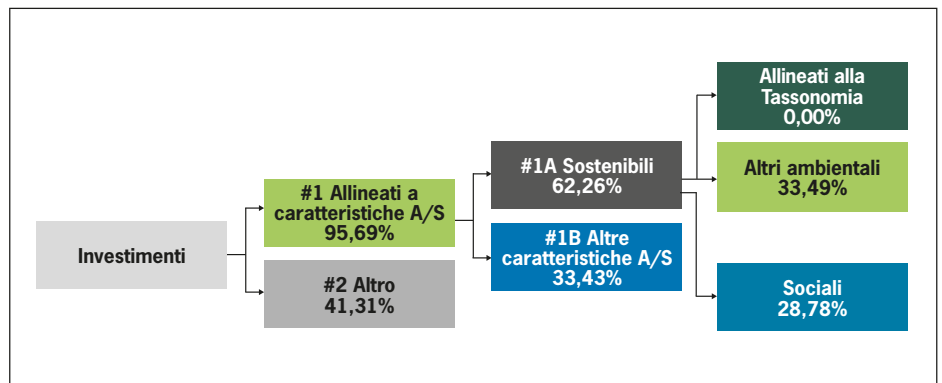 Investimenti
#1 Allineati a
caratteristiche A/S
95,69%
#2 Altro
41,31%
#1A Sostenibili
62,26%
#1B Altre
caratteristiche A/S
33,43%
Allineati alla
Tassonomia
0,00%
Altri ambientali
33,49%
Sociali
28,78%